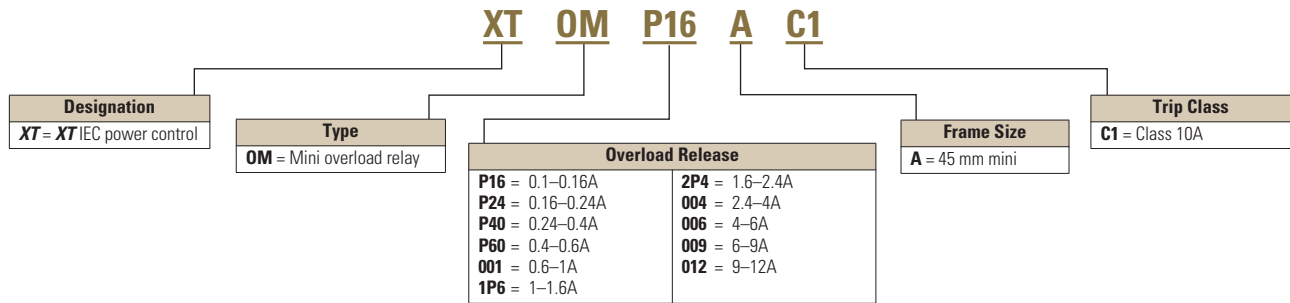 XT OM P16 A C1
Designation
XT = XT IEC power control
Type
OM = Mini overload relay
Overload Release
P16 = 0.1–0.16A
P24 = 0.16–0.24A
P40 = 0.24–0.4A
P60 = 0.4–0.6A
001 = 0.6–1A
1P6 = 1–1.6A
2P4 = 1.6–2.4A
004 = 2.4–4A
006 = 4–6A
009 = 6–9A
012 = 9–12A
Frame Size
A = 45 mm mini
Trip Class
C1 = Class 10A